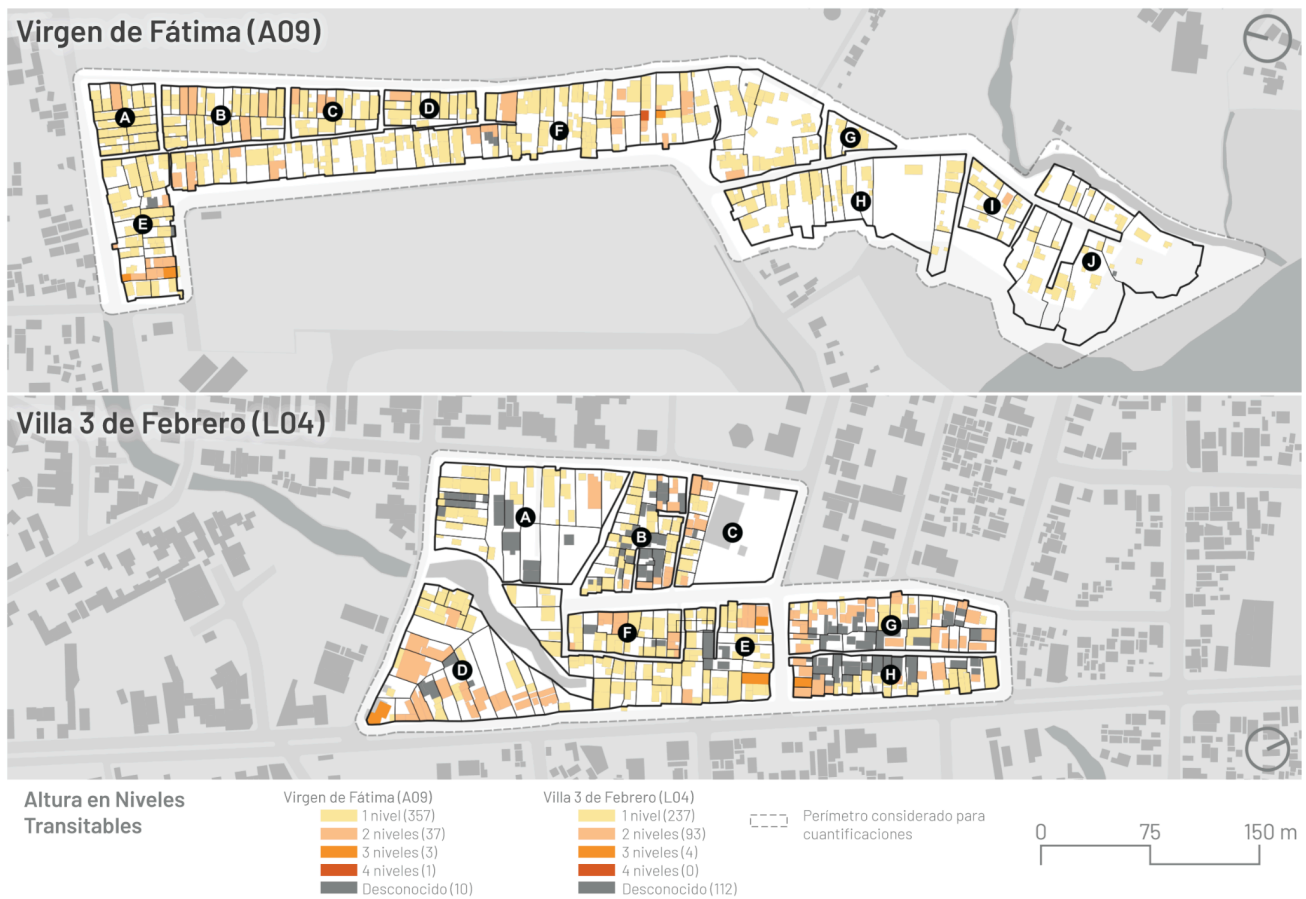 Virgen de Fátima (A09)
A
B
C
D
E
F
G
H
I
J
Villa 3 de Febrero (L04)
A
B
C
D
E
F
G
H
Altura en Niveles
Transitables
Virgen de Fátima (A09)
1 nivel (357)
2 niveles (37)
3 niveles (3)
4 niveles (1)
Desconocido (10)
Villa 3 de Febrero (L04)
1 nivel (237)
2 niveles (93)
3 niveles (4)
4 niveles (0)
Desconocido (112)
Perímetro considerado para
cuantificaciones
0 75 150 m